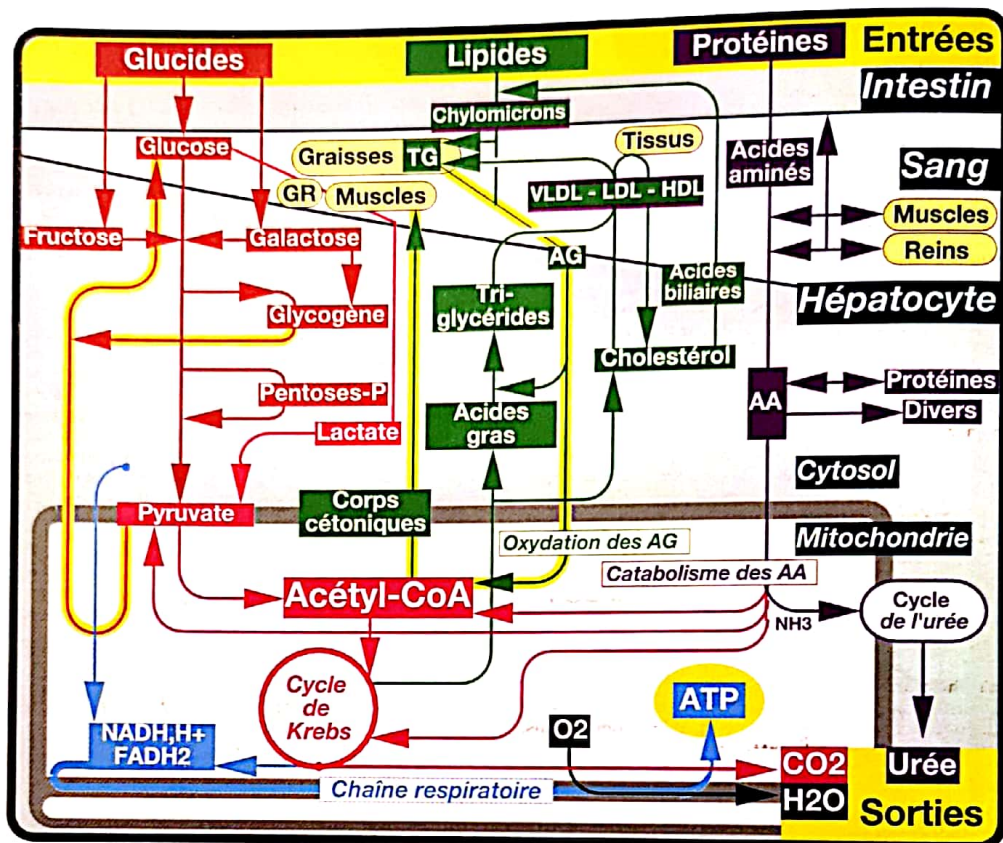 Glucides
Lipides
Protéines
Entrées
Intestin
Chylomicrons
Glucose
Graisses
TG
Tissus
Acides
aminés
Sang
GR
Muscles
VLDL - LDL - HDL
Muscles
Fructose
Galactose
Reins
AG
Acides
biliaires
Tri-
glycérides
Hépatocyte
Glycogène
Cholestérol
Pentoses-P
AA
Protéines
Divers
Lactate
Acides
gras
Cytosol
Pyruvate
Corps
cétoniques
Oxydation des AG
Mitochondrie
Catabolisme des AA
Acétyl-CoA
NH3
Cycle
de l'urée
Cycle
de
Krebs
ATP
NADH,H+
FADH2
O2
CO2
Urée
Chaîne respiratoire
H2O
Sorties